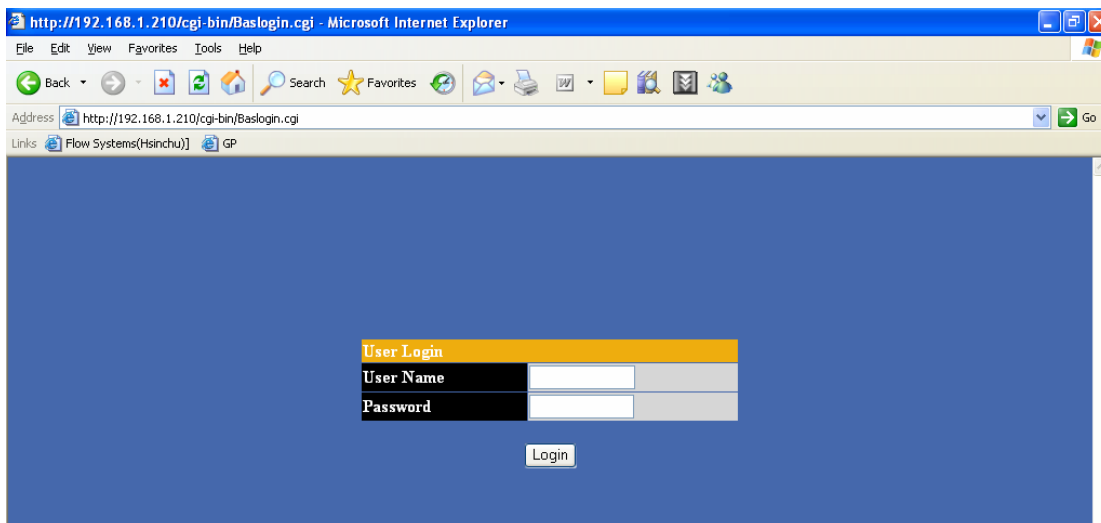 http://192.168.1.210/cgi-bin/Baslogin.cgi - Microsoft Internet Explorer
File Edit View Favorites Tools Help
Back Search Favorites W
Address http://192.168.1.210/cgi-bin/Baslogin.cgi Go
Links Flow Systems(Hsinchu)] GP
User Login
User Name
Password
Login